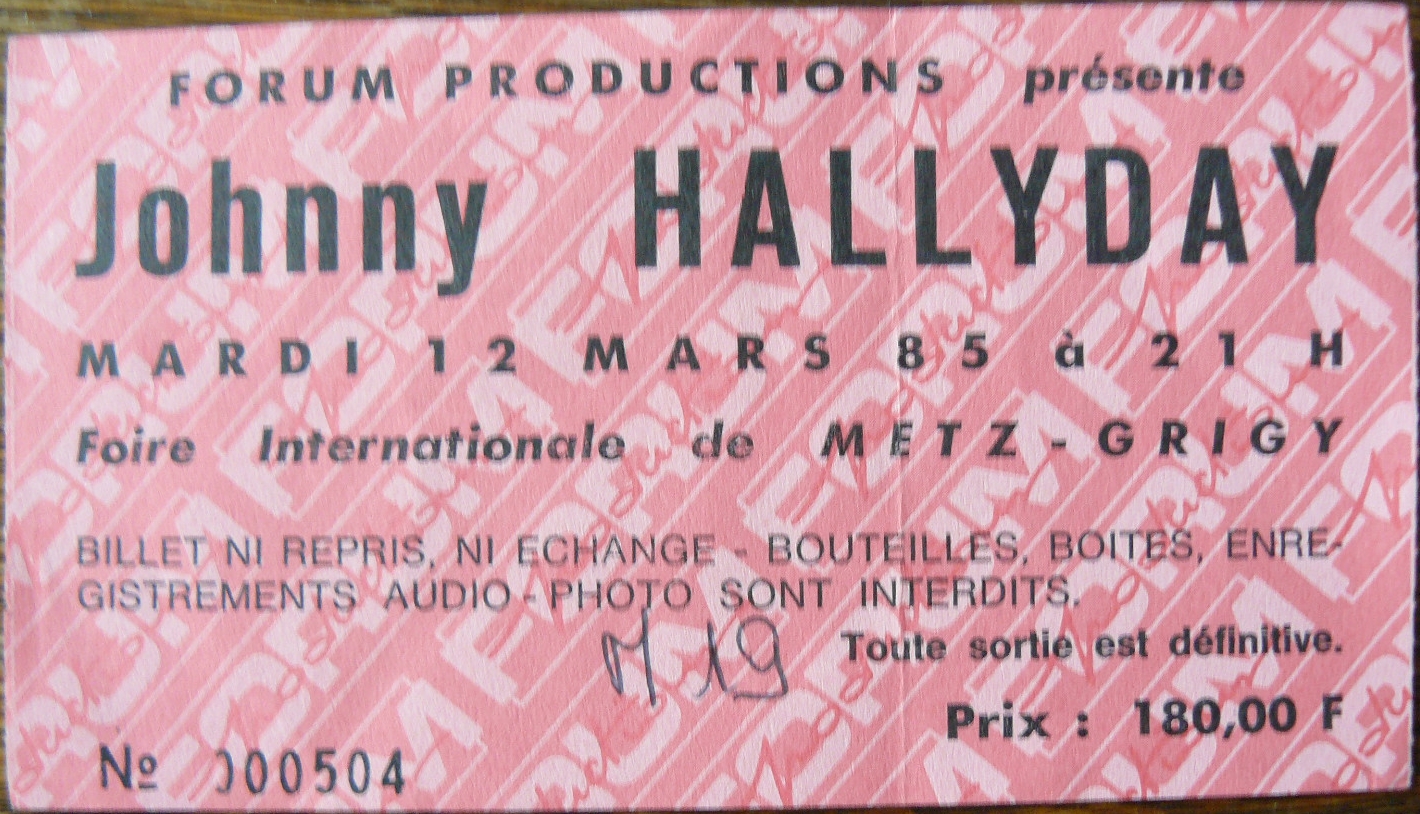 FORUM PRODUCTIONS présente
Johnny HALLYDAY
MARDI 12 MARS 85 à 21 H
Foire Internationale de METZ-GRIGY
BILLET NI REPRIS, NI ECHANGE - BOUTEILLES, BOITES, ENRE-
GISTREMENTS AUDIO-PHOTO SONT INTERDITS.
M 19
Toute sortie est définitive.
Prix : 180,00 F
Nº 000504